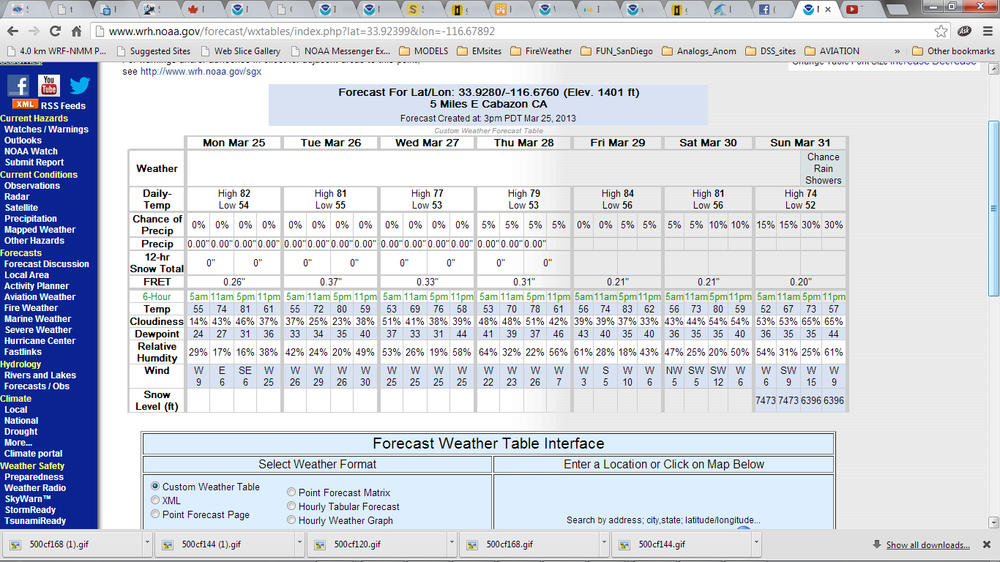 www.wrh.noaa.gov/forecast/wxtables/index.php?lat=33.92399&lon=-116.67892
Ask
4.0 km WRF-NMM P... Suggested Sites Web Slice Gallery NOAA Messenger Ex... MODELS EMsites FireWeather FUN_SanDiego Analogs_Anom DSS_sites AVIATION » Other bookmarks
see http://www.wrh.noaa.gov/sgx
You Tube
XML RSS Feeds
Current Hazards
Watches / Warnings
Outlooks
NOAA Watch
Submit Report
Current Conditions
Observations
Radar
Satellite
Precipitation
Mapped Weather
Other Hazards
Forecasts
Forecast Discussion
Local Area
Activity Planner
Aviation Weather
Fire Weather
Marine Weather
Severe Weather
Hurricane Center
Fastlinks
Hydrology
Rivers and Lakes
Forecasts / Obs
Climate
Local
National
Drought
More...
Climate portal
Weather Safety
Preparedness
Weather Radio
SkyWarn™
StormReady
TsunamiReady
Change Table Font Size Increase Decrease
Forecast For Lat/Lon: 33.9280/-116.6760 (Elev. 1401 ft)
5 Miles E Cabazon CA
Forecast Created at: 3pm PDT Mar 25, 2013
Custom Weather Forecast Table
Mon Mar 25 Tue Mar 26 Wed Mar 27 Thu Mar 28 Fri Mar 29 Sat Mar 30 Sun Mar 31
Weather Chance Rain Showers
Daily-Temp High 82 Low 54 High 81 Low 55 High 77 Low 53 High 79 Low 53 High 84 Low 56 High 81 Low 56 High 74 Low 52
Chance of Precip 0% 0% 0% 0% 0% 0% 0% 0% 0% 0% 0% 0% 5% 5% 5% 5% 0% 0% 5% 5% 5% 5% 10% 10% 15% 15% 30% 30%
Precip 0.00" 0.00" 0.00" 0.00" 0.00" 0.00" 0.00" 0.00" 0.00" 0.00" 0.00" 0.00" 0.00" 0.00" 0.00"
12-hr Snow Total 0" 0" 0" 0" 0" 0" 0" 0"
FRET 0.26" 0.37" 0.33" 0.31" 0.21" 0.21" 0.20"
6-Hour 5am 11am 5pm 11pm 5am 11am 5pm 11pm 5am 11am 5pm 11pm 5am 11am 5pm 11pm 5am 11am 5pm 11pm 5am 11am 5pm 11pm 5am 11am 5pm 11pm
Temp 55 74 81 61 55 72 80 59 53 69 76 58 53 70 78 61 56 74 83 62 56 73 80 59 52 67 73 57
Cloudiness 14% 43% 46% 37% 37% 25% 23% 38% 51% 41% 38% 39% 48% 48% 51% 42% 39% 39% 37% 33% 43% 44% 54% 54% 53% 53% 65% 65%
Dewpoint 24 27 31 36 33 34 35 40 37 33 31 44 41 39 37 46 43 40 35 40 36 35 35 40 36 35 35 44
Relative Humdity 29% 17% 16% 38% 42% 24% 20% 49% 53% 26% 19% 58% 64% 32% 22% 56% 61% 28% 18% 43% 47% 25% 20% 50% 54% 31% 25% 61%
Wind W 9 E 6 SE 6 W 25 W 26 W 29 W 26 W 30 W 25 W 25 W 25 W 25 W 22 W 23 W 26 W 7 W 3 S 5 W 10 W 6 NW 5 SW 5 SW 12 W 6 W 6 SW 9 W 15 W 9
Snow Level (ft) 7473 7473 6396 6396
Forecast Weather Table Interface
Select Weather Format Enter a Location or Click on Map Below
Custom Weather Table
XML
Point Forecast Page
Point Forecast Matrix
Hourly Tabular Forecast
Hourly Weather Graph
Search by address; city,state; latitude/longitude...
500cf168 (1).gif 500cf144 (1).gif 500cf120.gif 500cf168.gif 500cf144.gif Show all downloads...